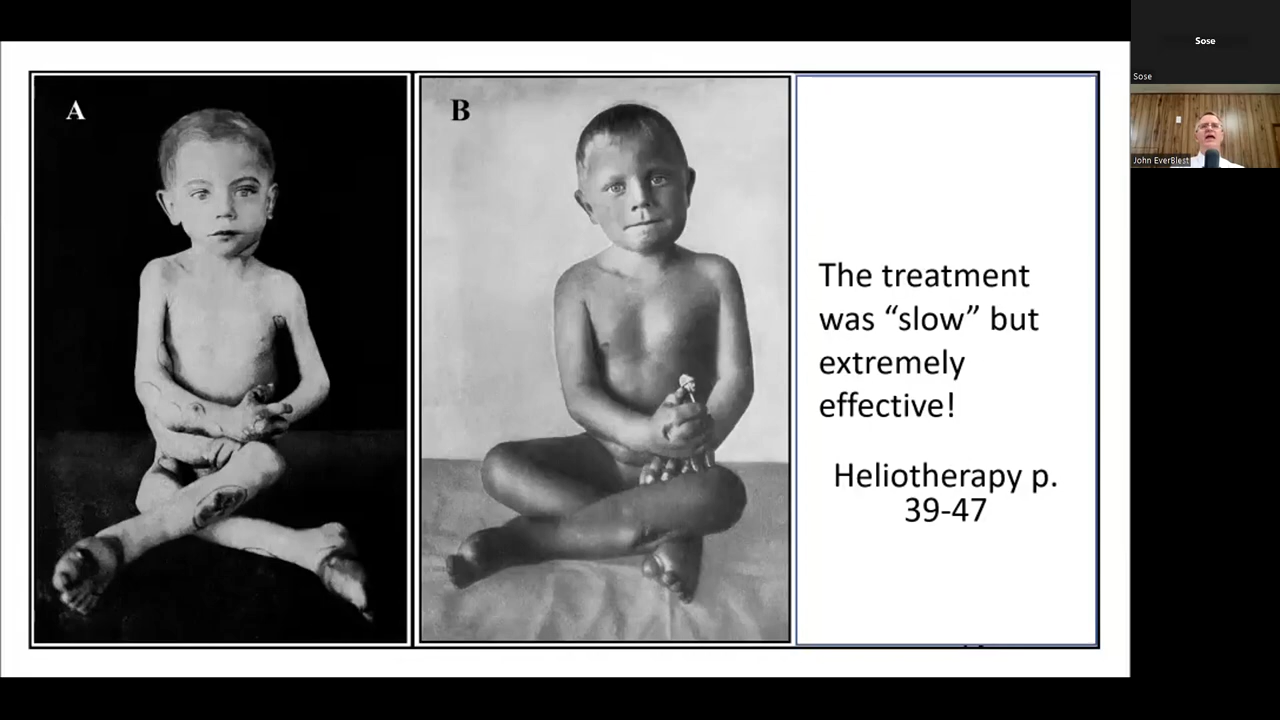 A
B
The treatment
was “slow” but
extremely
effective!
Heliotherapy p.
39-47
Sose
Sose
John EverBlest